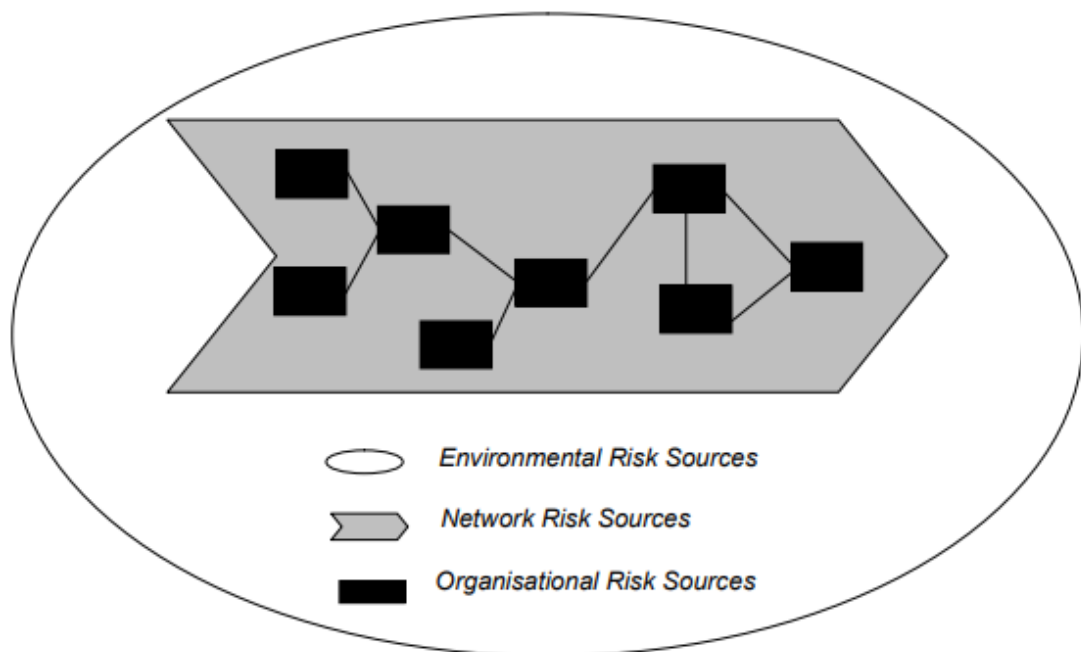 Environmental Risk Sources
Network Risk Sources
Organisational Risk Sources